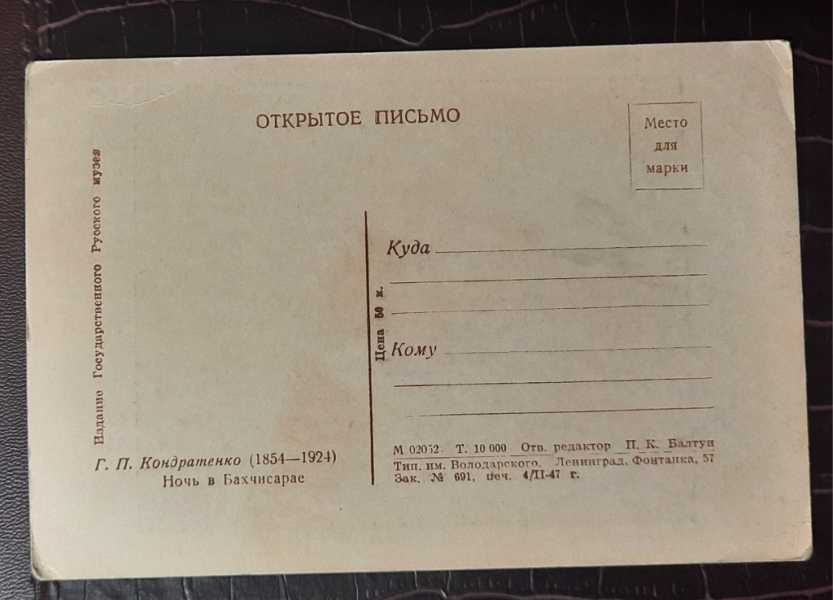 ОТКРЫТОЕ ПИСЬМО
Место
для
марки
Издание Государственного Русского музея
Куда
Цена 50 к.
Кому
Г. П. Кондратенко (1854—1924)
Ночь в Бахчисарае
М 02052 Т. 10 000 Отв. редактор П. К. Балтун
Тип. им. Володарского. Ленинград, Фонтанка, 57
Зак. № 691, печ. 4/II-47 г.